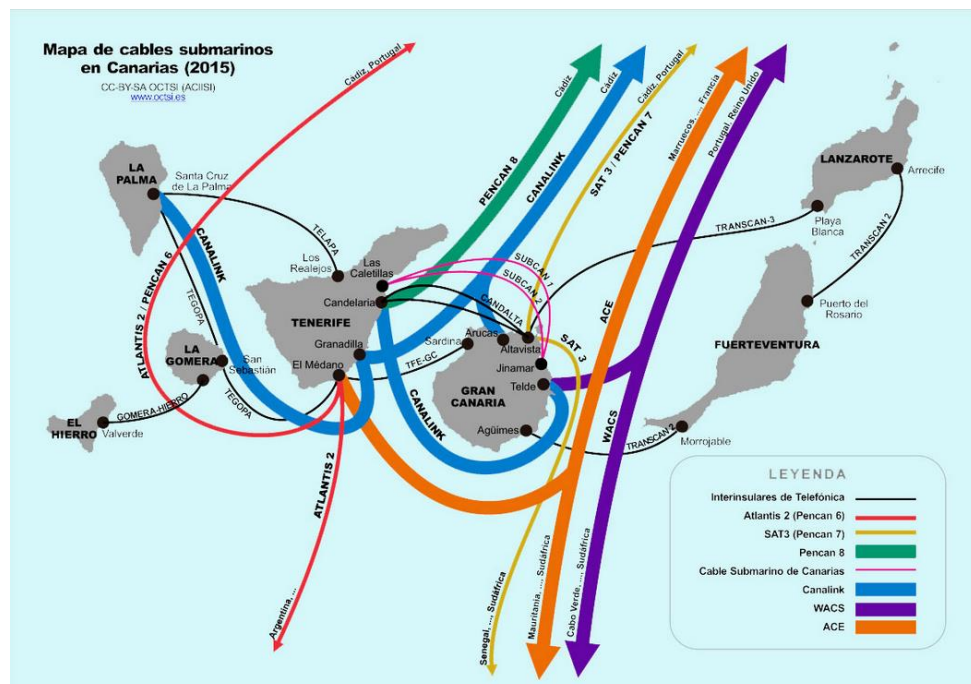 Mapa de cables submarinos
en Canarias (2015)
CC-BY-SA OCTSI (ACIISI)
www.octsi.es
Cádiz, Portugal
Cádiz
Cádiz
Cádiz, Portugal
Marruecos, .... Francia
Portugal, Reino Unido
PENCAN 8
CANALINK
SAT 3 / PENCAN 7
LA
PALMA
Santa Cruz
de La Palma
LANZAROTE
Arrecife
Playa
Blanca
TRANSCAN-3
TRANSCAN 2
TELAPA
Los
Realejos
Las
Caletillas
SUBCAN 1
SUBCAN 2
CANALINK
ATLANTIS 2 / PENCAN 6
TEGOPA
Candelaria
CANDALTA
TENERIFE
Granadilla
El Médano
Sardina
Arucas
Altavista
TFE-GC
Jinamar
Telde
SAT 3
ACE
Puerto del
Rosario
FUERTEVENTURA
LA
GOMERA
San
Sebastián
TEGOPA
GRAN
CANARIA
CANALINK
WACS
EL
HIERRO
GOMERA-HIERRO
Valverde
Agüimes
TRANSCAN 2
Morrojable
ATLANTIS 2
Argentina, ...
Senegal, .... Sudáfrica
Mauritania, .... Sudáfrica
Cabo Verde, .... Sudáfrica
LEYENDA
Interinsulares de Telefónica
Atlantis 2 (Pencan 6)
SAT3 (Pencan 7)
Pencan 8
Cable Submarino de Canarias
Canalink
WACS
ACE